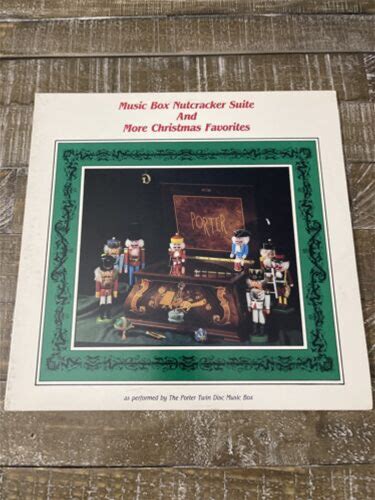 Music Box Nutcracker Suite
And
More Christmas Favorites
PORTER
as performed by The Porter Twin Disc Music Box